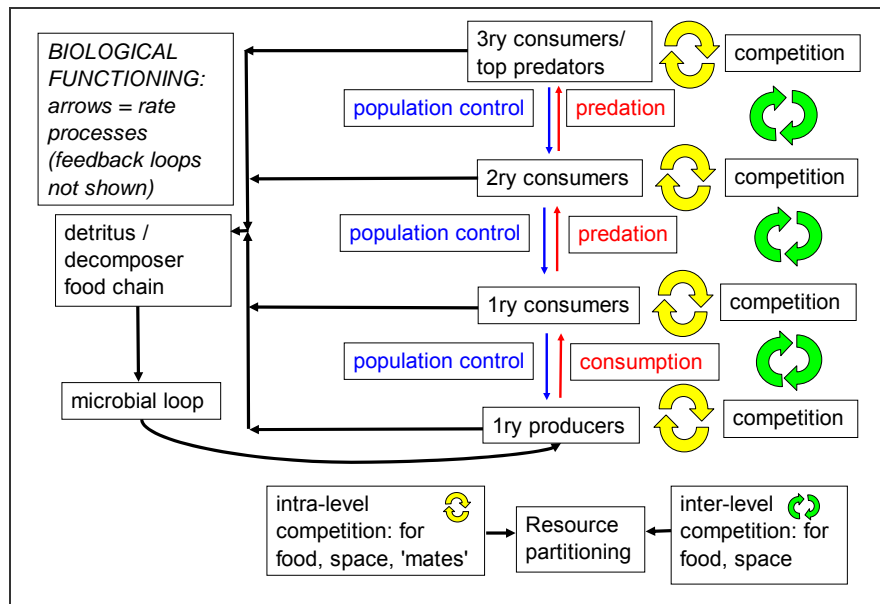 BIOLOGICAL
FUNCTIONING:
arrows = rate
processes
(feedback loops
not shown)
3ry consumers/
top predators
competition
population control
predation
2ry consumers
competition
population control
predation
detritus /
decomposer
food chain
1ry consumers
competition
population control
consumption
microbial loop
1ry producers
competition
intra-level
competition: for
food, space, 'mates'
Resource
partitioning
inter-level
competition: for
food, space